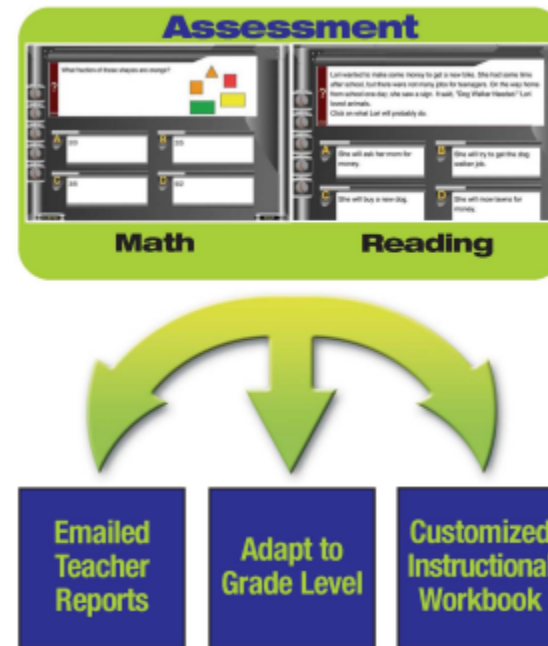 Assessment
What fraction of these shapes are orange?
A
B
C
D
Lori wanted to make some money to get a new bike. She had some time
after school, but there were not many jobs for teenagers. On the way home
from school one day, she saw a sign. It said, "Dog Walker Needed." Lori
loved animals.
Click on what Lori will probably do.
A
She will ask her mom for
money.
B
She will try to get the dog
walker job.
C
She will buy a new dog.
D
She will mow lawns for
money.
Math
Reading
Emailed
Teacher
Reports
Adapt to
Grade Level
Customized
Instructional
Workbook